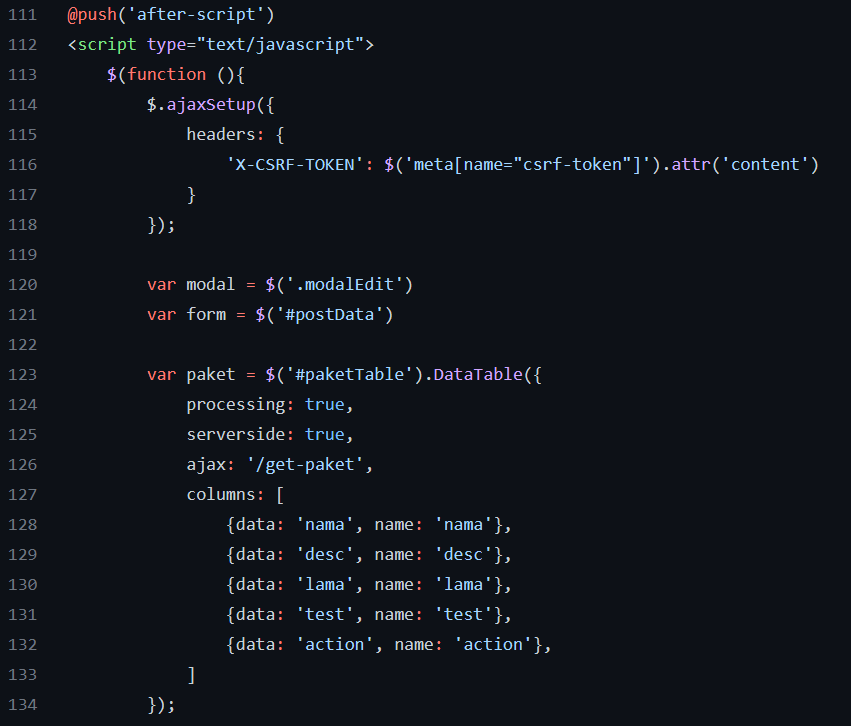 111 @push('after-script')
112 <script type="text/javascript">
113     $(function (){
114         $.ajaxSetup({
115             headers: {
116                 'X-CSRF-TOKEN': $('meta[name="csrf-token"]').attr('content')
117             }
118         });
119
120         var modal = $('.modalEdit')
121         var form = $('#postData')
122
123         var paket = $('#paketTable').DataTable({
124             processing: true,
125             serverside: true,
126             ajax: '/get-paket',
127             columns: [
128                 {data: 'nama', name: 'nama'},
129                 {data: 'desc', name: 'desc'},
130                 {data: 'lama', name: 'lama'},
131                 {data: 'test', name: 'test'},
132                 {data: 'action', name: 'action'},
133             ]
134         });